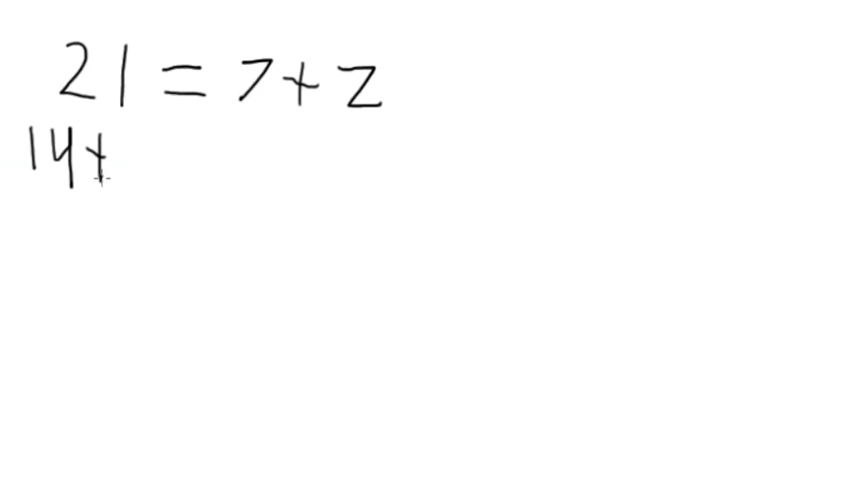 21 = 7 + z
14 +